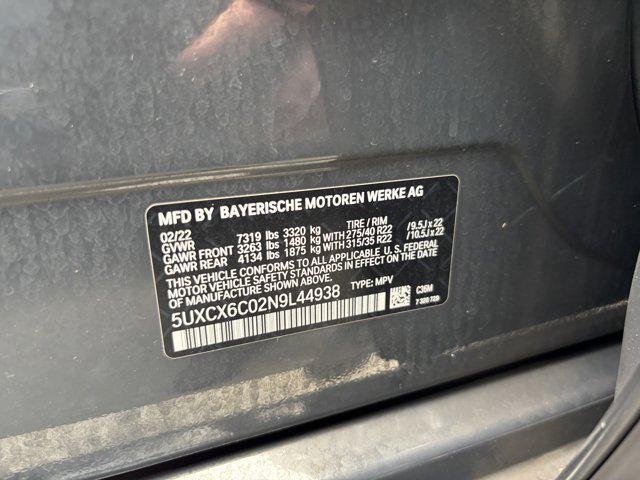 MFD BY BAYERISCHE MOTOREN WERKE AG
02/22 TIRE / RIM
GVWR 7319 lbs 3320 kg
GAWR FRONT 3263 lbs 1480 kg WITH 275/40 R22 /9.5J x 22
GAWR REAR 4134 lbs 1875 kg WITH 315/35 R22 /10.5J x 22
THIS VEHICLE CONFORMS TO ALL APPLICABLE U.S. FEDERAL
MOTOR VEHICLE SAFETY STANDARDS IN EFFECT ON THE
DATE OF MANUFACTURE SHOWN ABOVE.
5UXCX6C02N9L44938 TYPE: MPV
C36M
7 320 729